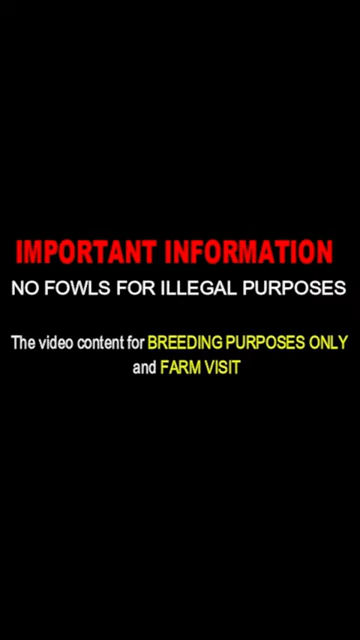 IMPORTANT INFORMATION
NO FOWLS FOR ILLEGAL PURPOSES
The video content for BREEDING PURPOSES ONLY
and FARM VISIT